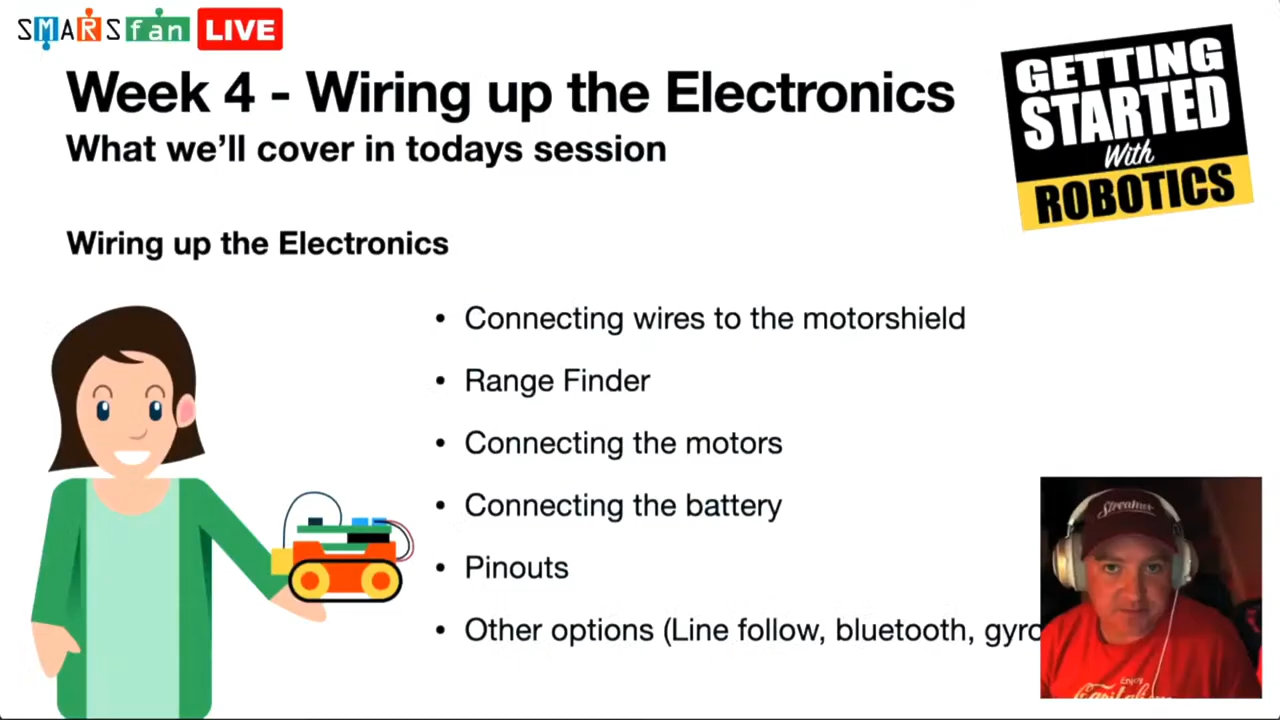 SMARSfan LIVE
Week 4 - Wiring up the Electronics
What we'll cover in todays session
GETTING
STARTED
With
ROBOTICS
Wiring up the Electronics
• Connecting wires to the motorshield
• Range Finder
• Connecting the motors
• Connecting the battery
• Pinouts
• Other options (Line follow, bluetooth, gyro
Streamer
Enjoy